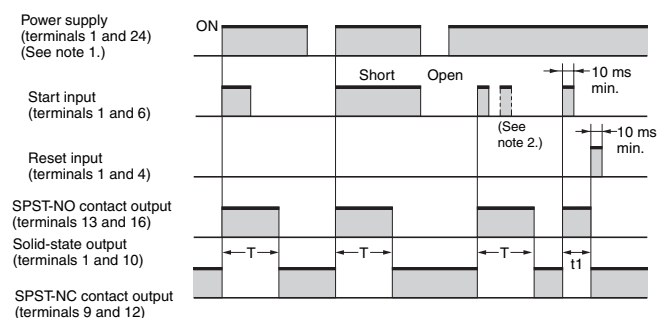 Power supply
(terminals 1 and 24)
(See note 1.)
ON
Short
Open
10 ms
min.
Start input
(terminals 1 and 6)
(See
note 2.)
10 ms
min.
Reset input
(terminals 1 and 4)
SPST-NO contact output
(terminals 13 and 16)
Solid-state output
(terminals 1 and 10)
T
T
T
t1
SPST-NC contact output
(terminals 9 and 12)